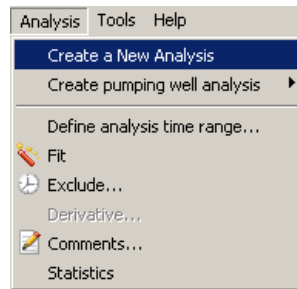 Analysis Tools Help
Create a New Analysis
Create pumping well analysis
Define analysis time range...
Fit
Exclude...
Derivative...
Comments...
Statistics